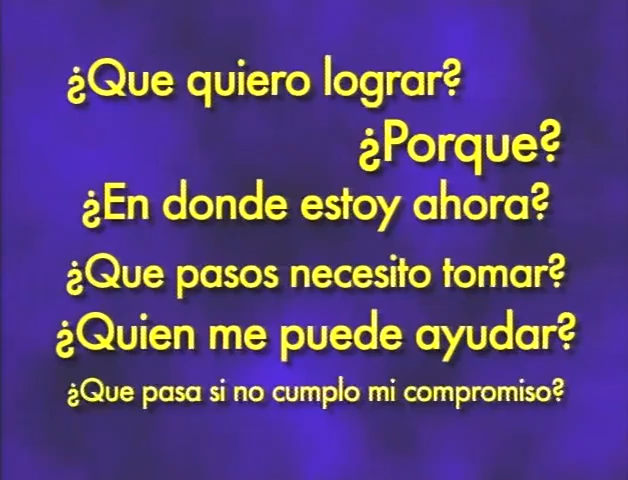 ¿Que quiero lograr?
¿Porque?
¿En donde estoy ahora?
¿Que pasos necesito tomar?
¿Quien me puede ayudar?
¿Que pasa si no cumplo mi compromiso?